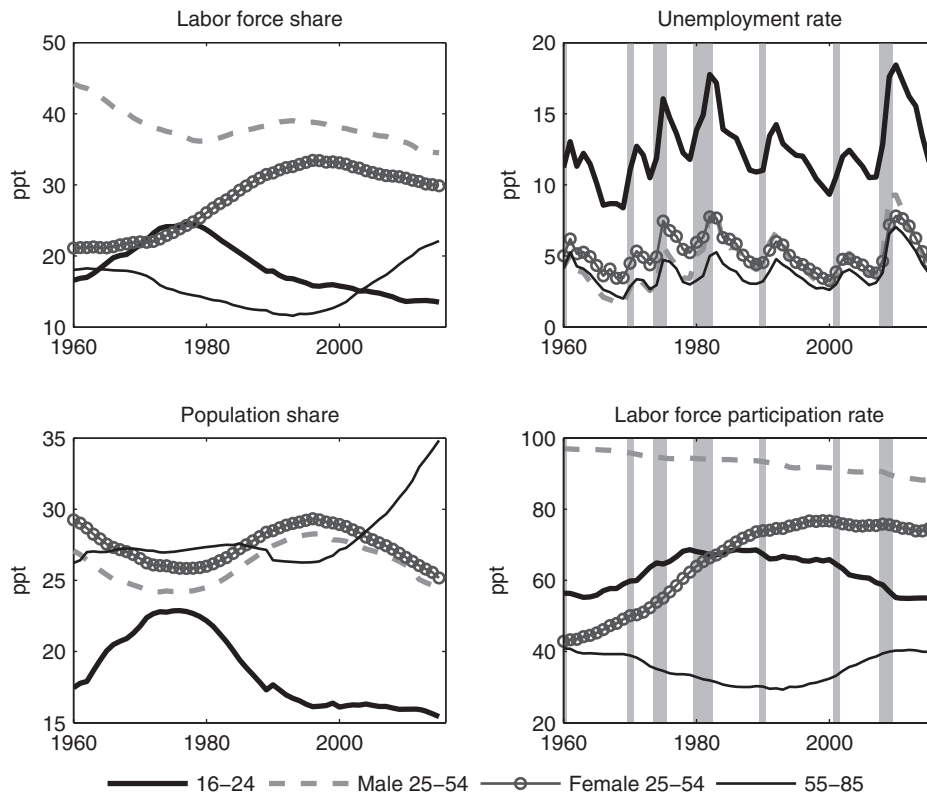 Labor force share
50
40
30
20
10
ppt
1960 1980 2000
Unemployment rate
20
15
10
5
0
ppt
1960 1980 2000
Population share
35
30
25
20
15
ppt
1960 1980 2000
Labor force participation rate
100
80
60
40
20
ppt
1960 1980 2000
16–24 Male 25–54 Female 25–54 55–85